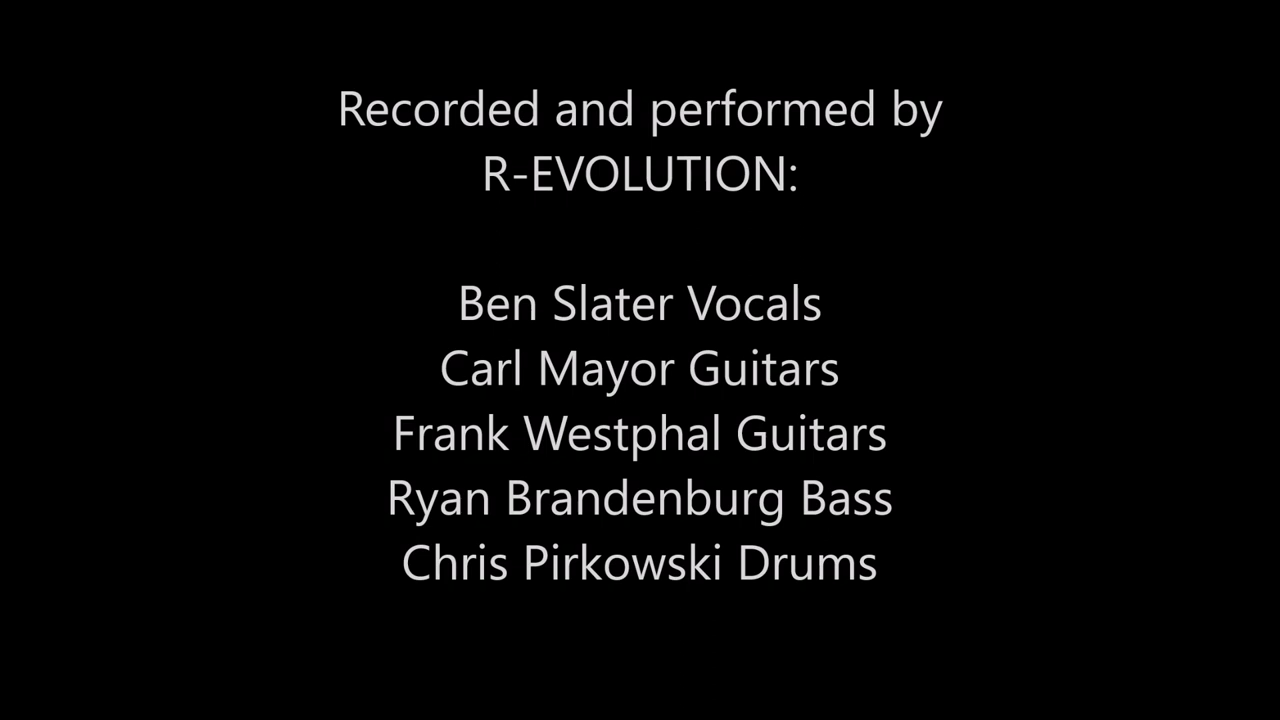 Recorded and performed by
R-EVOLUTION:
Ben Slater Vocals
Carl Mayor Guitars
Frank Westphal Guitars
Ryan Brandenburg Bass
Chris Pirkowski Drums